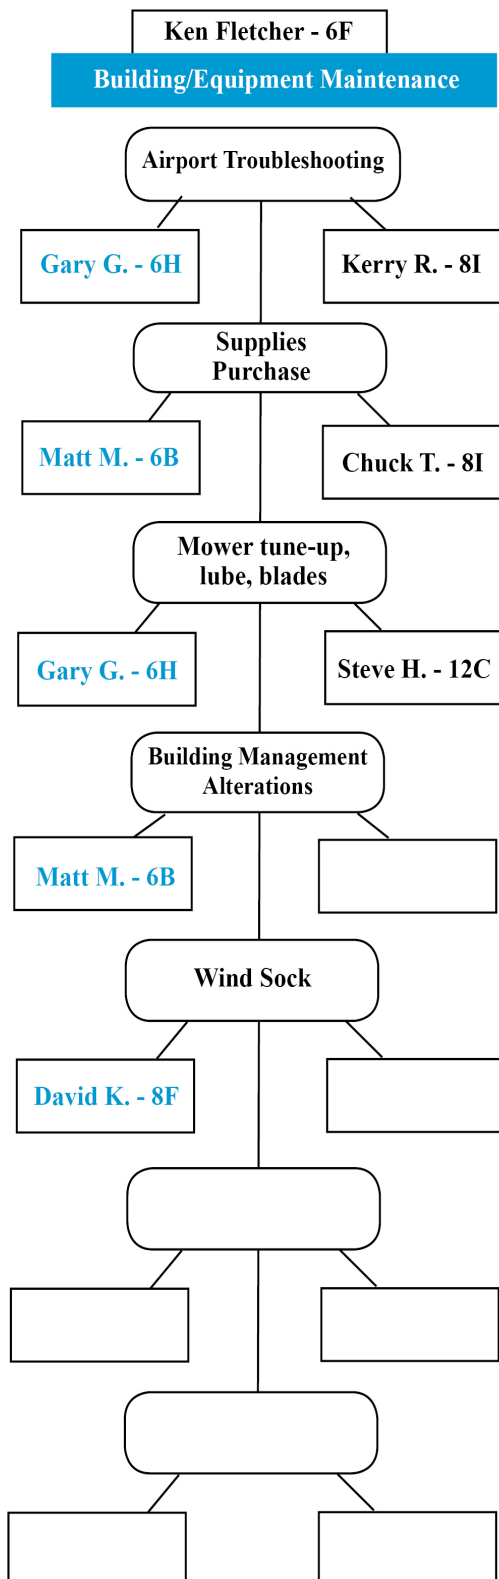 Ken Fletcher - 6F
Building/Equipment Maintenance
Airport Troubleshooting
Gary G. - 6H
Kerry R. - 8I
Supplies
Purchase
Matt M. - 6B
Chuck T. - 8I
Mower tune-up,
lube, blades
Gary G. - 6H
Steve H. - 12C
Building Management
Alterations
Matt M. - 6B
Wind Sock
David K. - 8F